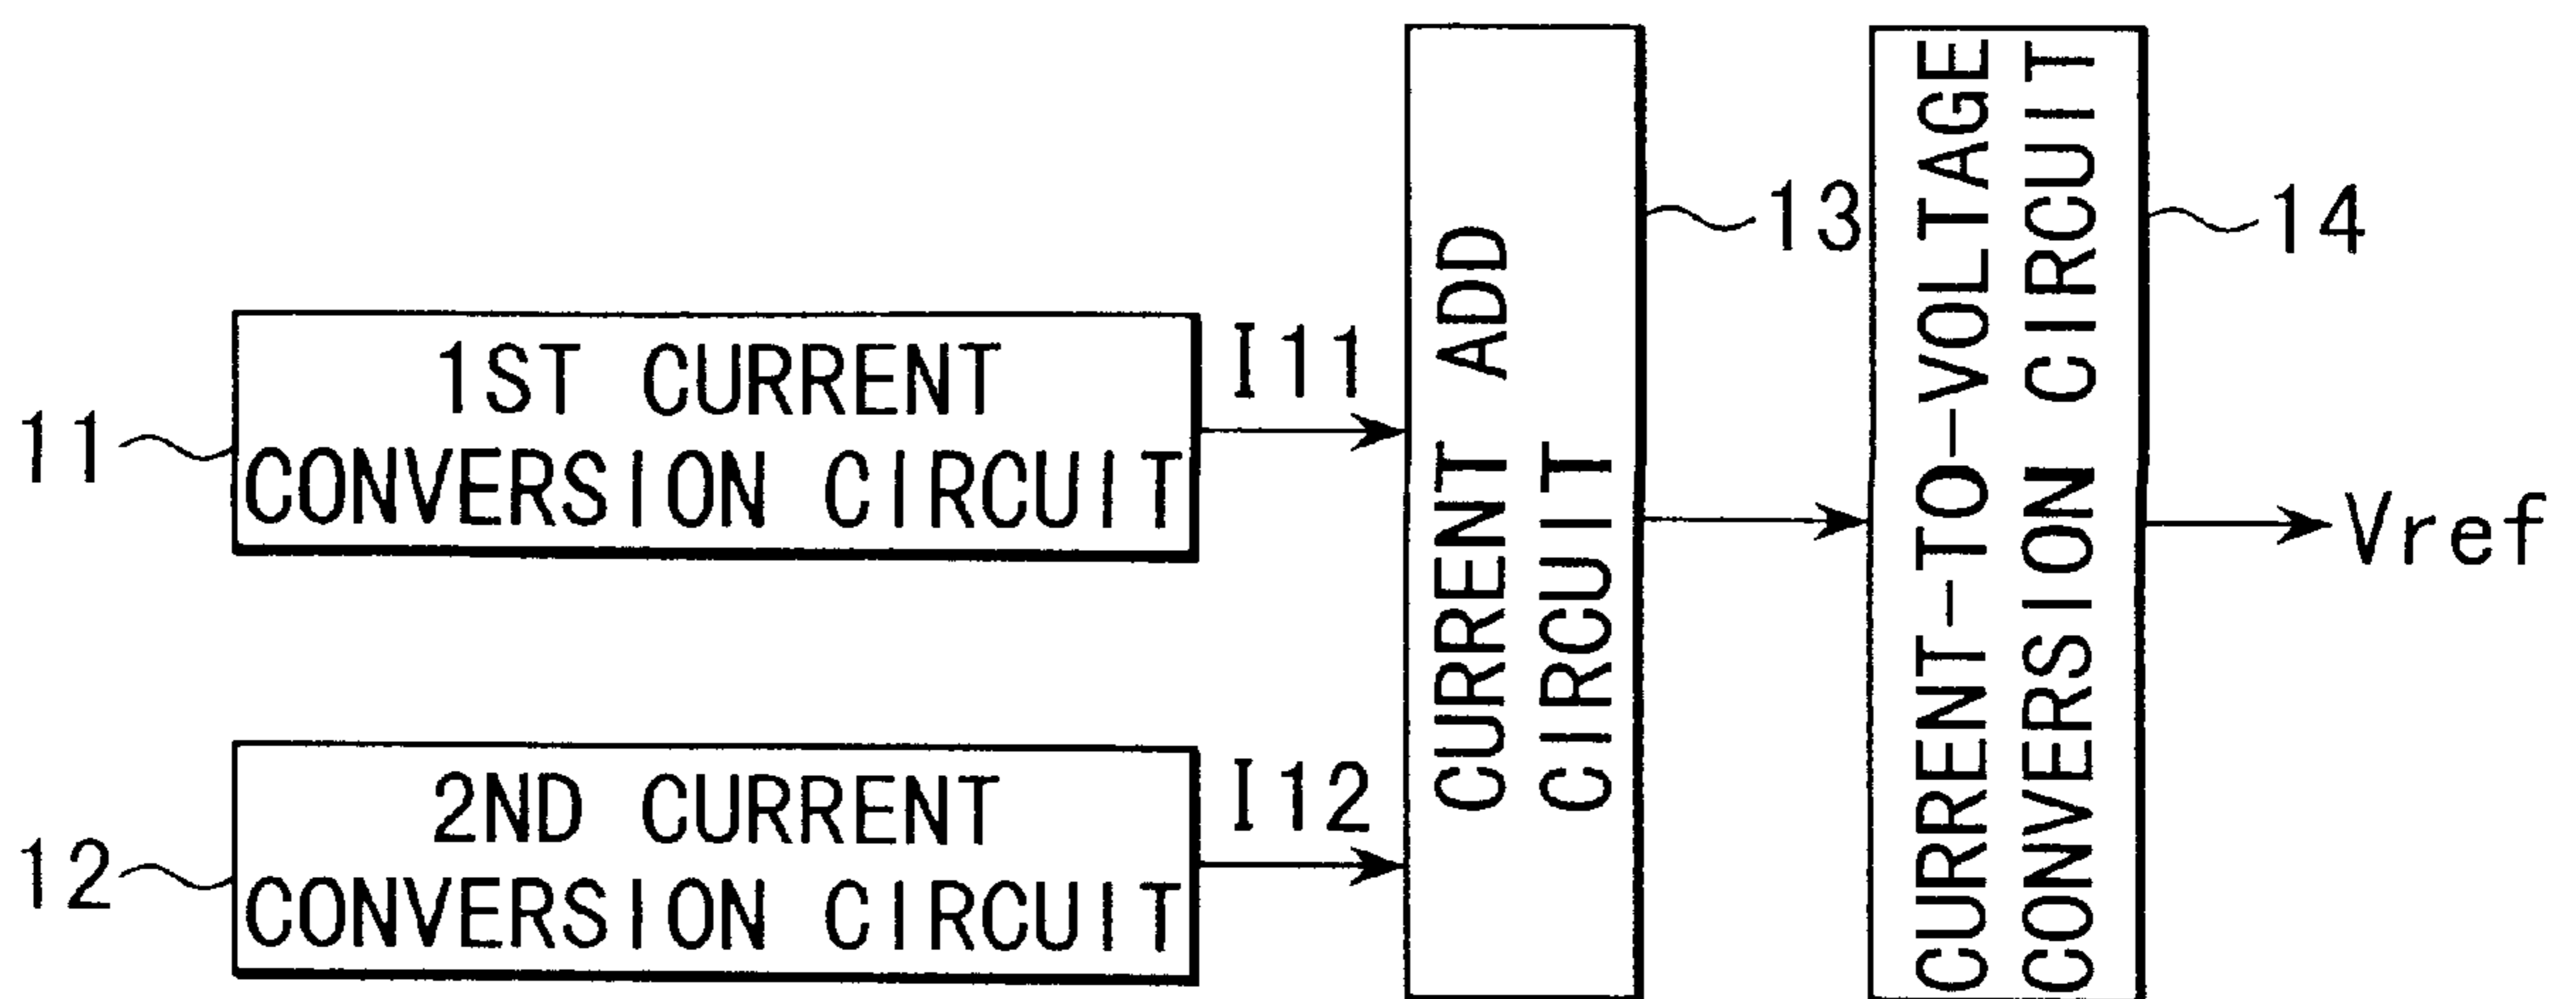 11
1ST CURRENT
CONVERSION CIRCUIT
I11
12
2ND CURRENT
CONVERSION CIRCUIT
I12
CURRENT ADD
CIRCUIT
13
CURRENT-TO-VOLTAGE
CONVERSION CIRCUIT
14
Vref